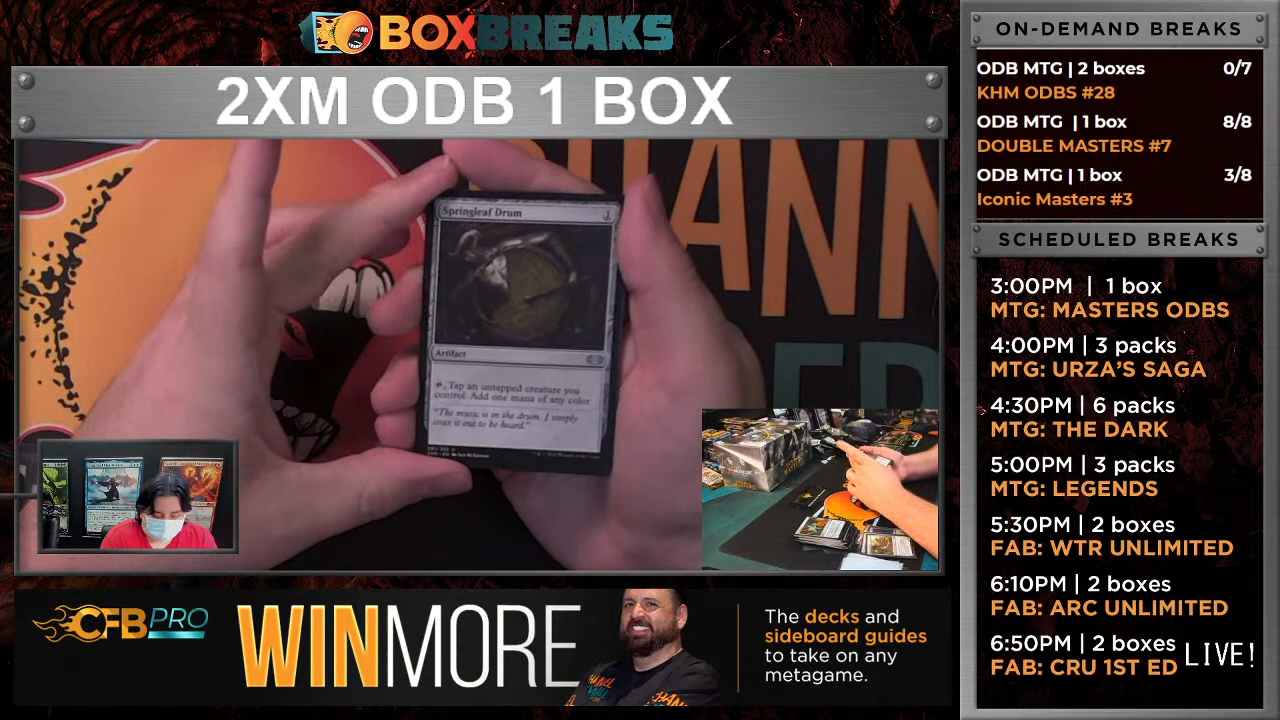 BOXBREAKS
2XM ODB 1 BOX
Springleaf Drum
1
Artifact
, Tap an untapped creature you
control: Add one mana of any color
"The music is in the drum. I simply
coax it out to be heard."
CFB PRO
WINMORE
The decks and
sideboard guides
to take on any
metagame.
ON-DEMAND BREAKS
ODB MTG | 2 boxes 0/7
KHM ODBS #28
ODB MTG | 1 box 8/8
DOUBLE MASTERS #7
ODB MTG | 1 box 3/8
Iconic Masters #3
SCHEDULED BREAKS
3:00PM | 1 box
MTG: MASTERS ODBS
4:00PM | 3 packs
MTG: URZA'S SAGA
4:30PM | 6 packs
MTG: THE DARK
5:00PM | 3 packs
MTG: LEGENDS
5:30PM | 2 boxes
FAB: WTR UNLIMITED
6:10PM | 2 boxes
FAB: ARC UNLIMITED
6:50PM | 2 boxes
FAB: CRU 1ST ED
LIVE!